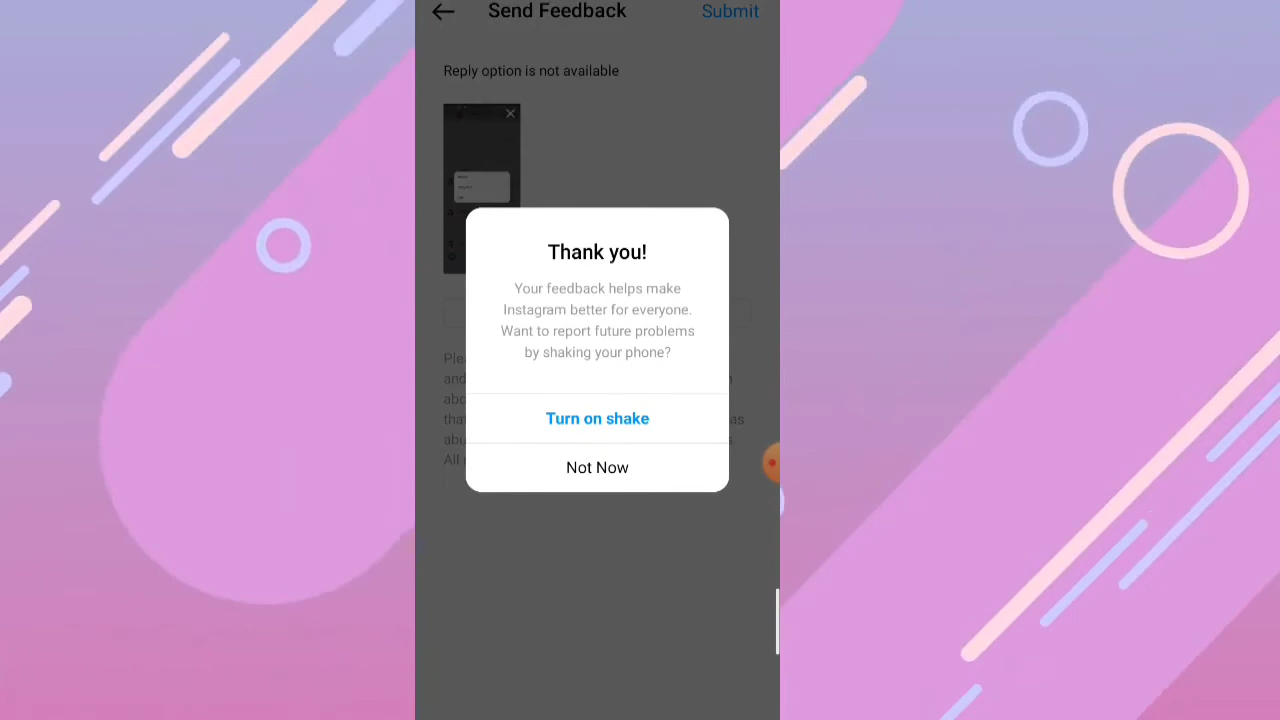 Send Feedback
Submit
Reply option is not available
Thank you!
Your feedback helps make
Instagram better for everyone.
Want to report future problems
by shaking your phone?
Turn on shake
Not Now
All